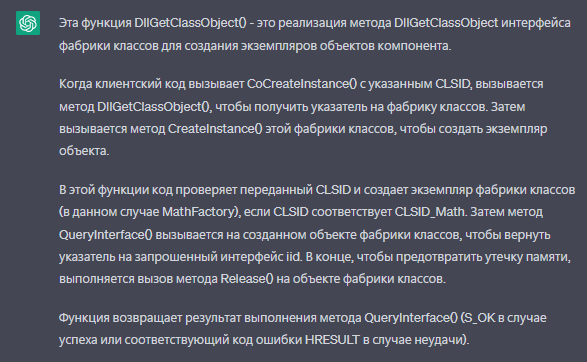 Эта функция DllGetClassObject() - это реализация метода DllGetClassObject интерфейса
фабрики классов для создания экземпляров объектов компонента.
Когда клиентский код вызывает CoCreateInstance() с указанным CLSID, вызывается
метод DllGetClassObject(), чтобы получить указатель на фабрику классов. Затем
вызывается метод CreateInstance() этой фабрики классов, чтобы создать экземпляр
объекта.
В этой функции код проверяет переданный CLSID и создает экземпляр фабрики классов
(в данном случае MathFactory), если CLSID соответствует CLSID_Math. Затем метод
QueryInterface() вызывается на созданном объекте фабрики классов, чтобы вернуть
указатель на запрошенный интерфейс iid. В конце, чтобы предотвратить утечку памяти,
выполняется вызов метода Release() на объекте фабрики классов.
Функция возвращает результат выполнения метода QueryInterface() (S_OK в случае
успеха или соответствующий код ошибки HRESULT в случае неудачи).